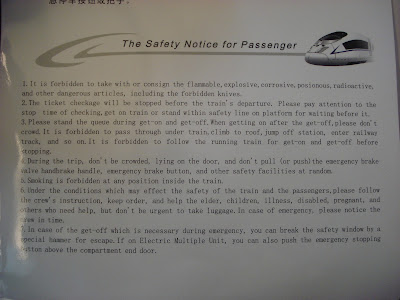 The Safety Notice for Passenger
1.It is forbidden to take with or consign the flammable,explosive,corrosive,posionous,radioactive,
and other dangerous articles, including the forbidden knives.
2.The ticket checkage will be stopped before the train's departure. Please pay attention to the
stop time of checking,get on train or stand within safety line on platform for waiting before it.
3.Please stand the queue during get-on and get-off.When getting on after the get-off,please don't
crowd.It is forbidden to pass through under train,climb to roof,jump off station, enter railway
track, and so on.It is forbidden to follow the running train for get-on and get-off before
stopping.
4.During the trip, don't be crowded, lying on the door, and don't pull (or push)the emergency brake
valve handbrake handle, emergency brake button, and other safety facilities at random.
5.Smoking is forbidden at any position inside the train.
6.Under the conditions which may effect the safety of the train and the passengers,please follow
the crew's instruction, keep order, and help the elder, children, illness, disabled, pregnant, and
others who need help, but don't be urgent to take luggage.In case of emergency, please notice the
crew in time.
7.In case of the get-off which is necessary during emergency, you can break the safety window by a
special hammer for escape.If on Electric Multiple Unit, you can also push the emergency stopping
button above the compartment end door.